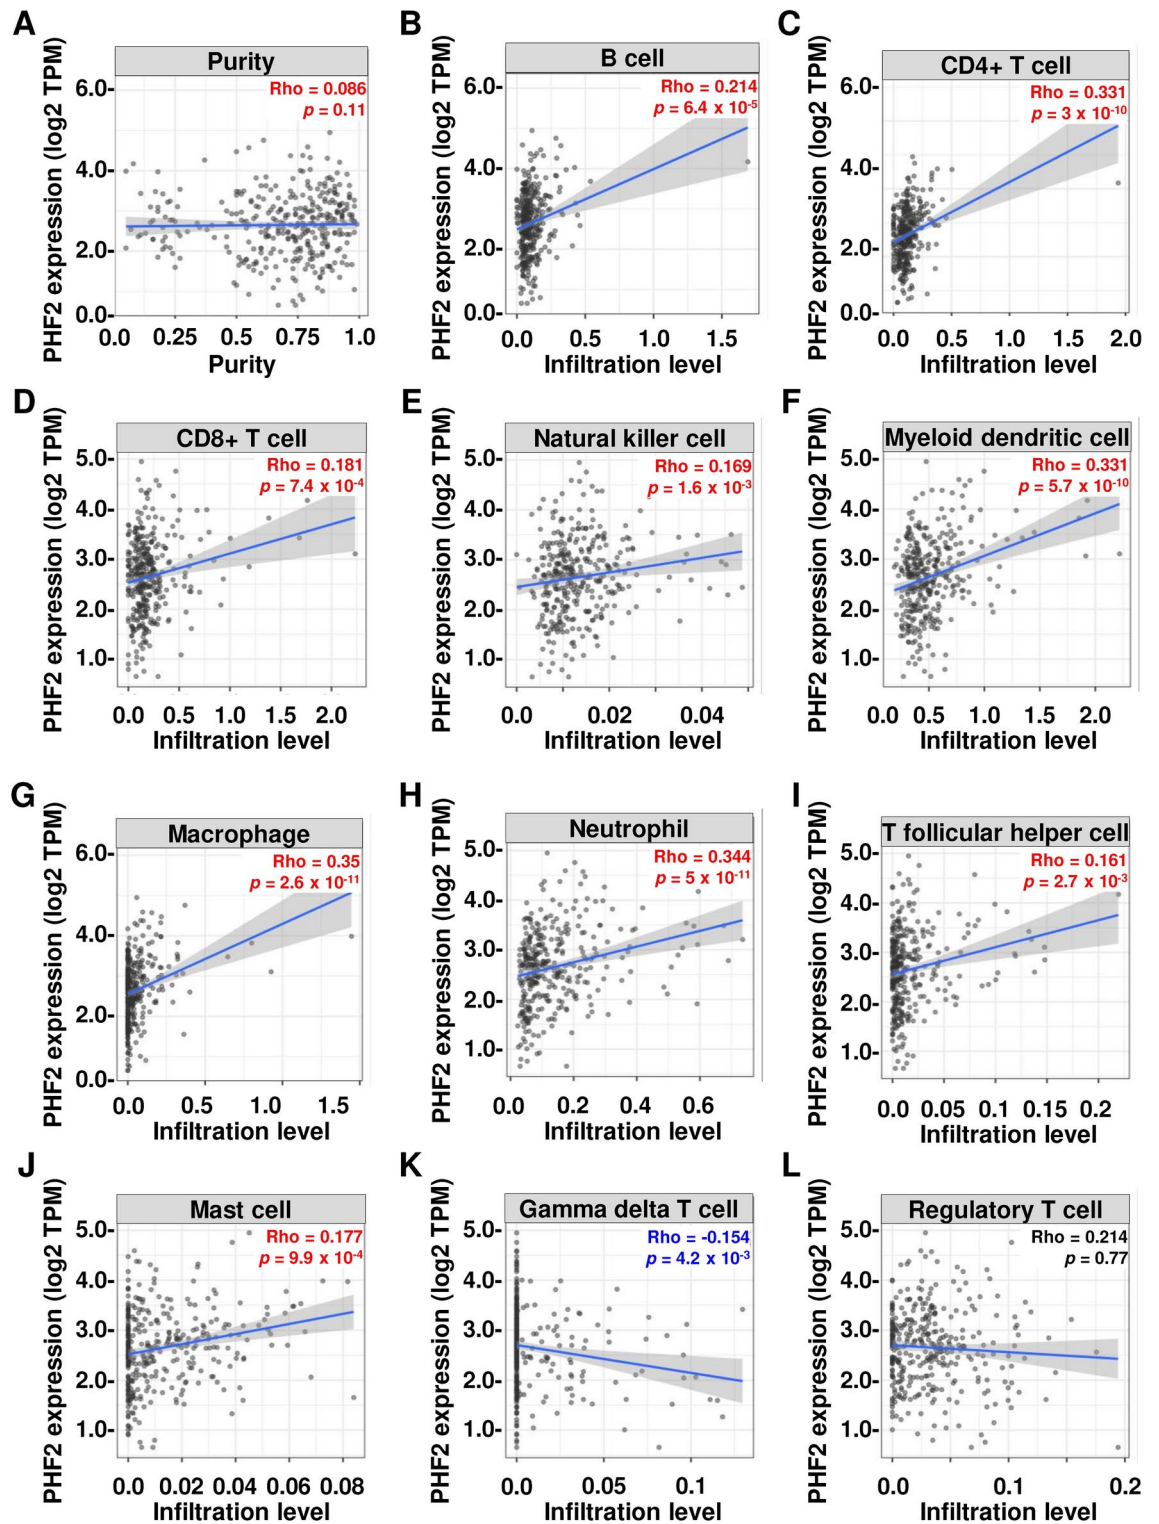 A
Purity
Rho = 0.086
p = 0.11
PHF2 expression (log2 TPM)
6.0
4.0
2.0
0.0
0.0 0.25 0.5 0.75 1.0
Purity
B
B cell
Rho = 0.214
p = 6.4 x 10-5
PHF2 expression (log2 TPM)
6.0
4.0
2.0
0.0
0.0 0.5 1.0 1.5
Infiltration level
C
CD4+ T cell
Rho = 0.331
p = 3 x 10-10
PHF2 expression (log2 TPM)
6.0
4.0
2.0
0.0
0.0 0.5 1.0 1.5 2.0
Infiltration level
D
CD8+ T cell
Rho = 0.181
p = 7.4 x 10-4
PHF2 expression (log2 TPM)
5.0
4.0
3.0
2.0
1.0
0.0 0.5 1.0 1.5 2.0
Infiltration level
E
Natural killer cell
Rho = 0.169
p = 1.6 x 10-3
PHF2 expression (log2 TPM)
5.0
4.0
3.0
2.0
1.0
0.0 0.02 0.04
Infiltration level
F
Myeloid dendritic cell
Rho = 0.331
p = 5.7 x 10-10
PHF2 expression (log2 TPM)
5.0
4.0
3.0
2.0
1.0
0.0 0.5 1.0 1.5 2.0
Infiltration level
G
Macrophage
Rho = 0.35
p = 2.6 x 10-11
PHF2 expression (log2 TPM)
6.0
4.0
2.0
0.0
0.0 0.5 1.0 1.5
Infiltration level
H
Neutrophil
Rho = 0.344
p = 5 x 10-11
PHF2 expression (log2 TPM)
5.0
4.0
3.0
2.0
1.0
0.0 0.2 0.4 0.6
Infiltration level
I
T follicular helper cell
Rho = 0.161
p = 2.7 x 10-3
PHF2 expression (log2 TPM)
5.0
4.0
3.0
2.0
1.0
0.0 0.05 0.1 0.15 0.2
Infiltration level
J
Mast cell
Rho = 0.177
p = 9.9 x 10-4
PHF2 expression (log2 TPM)
5.0
4.0
3.0
2.0
1.0
0.0 0.02 0.04 0.06 0.08
Infiltration level
K
Gamma delta T cell
Rho = -0.154
p = 4.2 x 10-3
PHF2 expression (log2 TPM)
5.0
4.0
3.0
2.0
1.0
0.0 0.05 0.1
Infiltration level
L
Regulatory T cell
Rho = 0.214
p = 0.77
PHF2 expression (log2 TPM)
5.0
4.0
3.0
2.0
1.0
0.0 0.1 0.2
Infiltration level